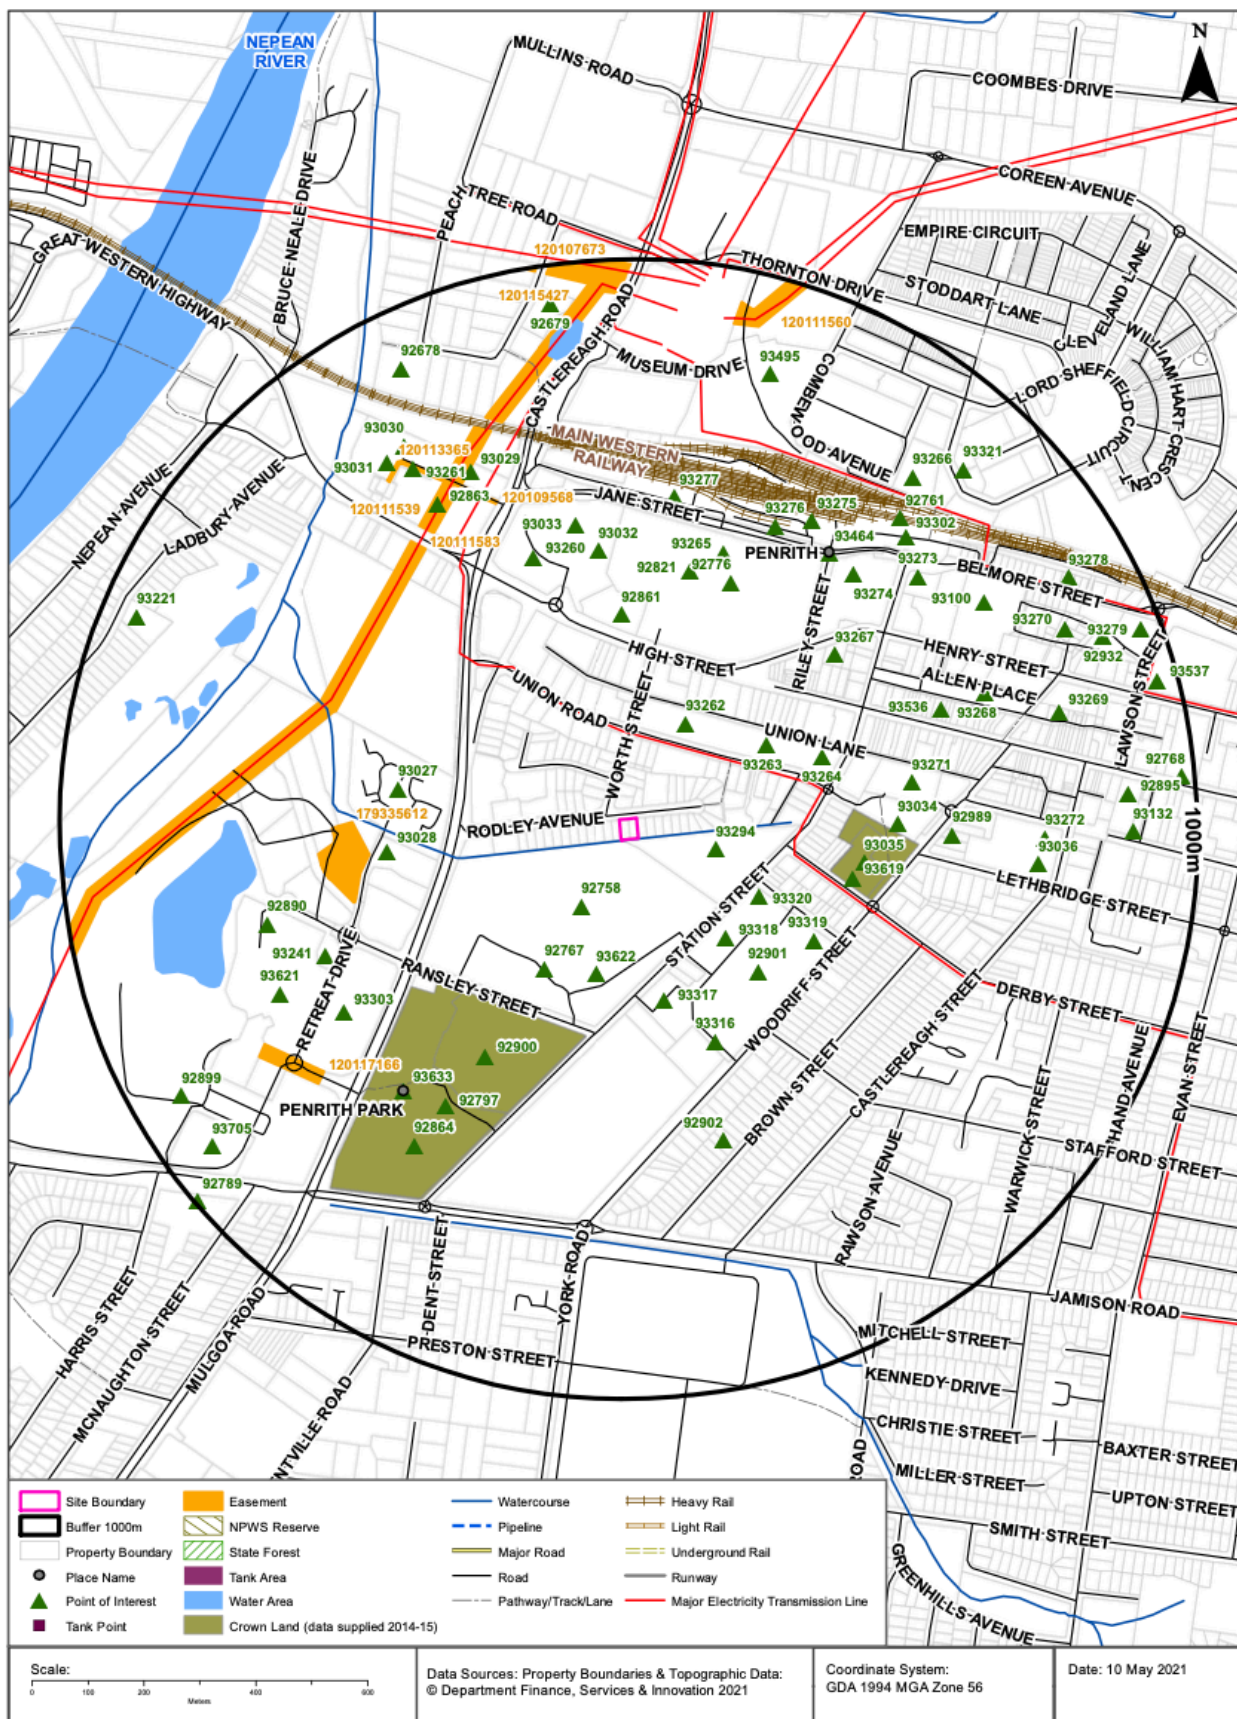 NEPEAN
RIVER
MULLINS ROAD
N
COOMBES DRIVE
BRUCE NEALE DRIVE
PEACH
TREE ROAD
COREEN AVENUE
EMPIRE CIRCUIT
GREAT WESTERN HIGHWAY
120107673
THORNTON DRIVE
STODDART LANE
CLEVELAND LANE
WILLIAM HART CRESCENT
120115427
92679
120111560
CASTLEREAGH ROAD
MUSEUM DRIVE
92678
93495
COMBEWOOD AVENUE
LORD SHEFFIELD CIRCUIT
93030
MAIN WESTERN
RAILWAY
120113365
93031
93261
93029
93266
93321
NEPEAN AVENUE
LADBURY AVENUE
93277
JANE STREET
92863
120109568
120111539
93276
93275
92761
93302
120111583
93033
93032
93260
93265
PENRITH
93464
92821
92776
93273
BELMORE STREET
93278
93274
93100
93221
92861
93270
93279
92932
HIGH STREET
RILEY STREET
93267
HENRY STREET
ALLEN PLACE
LAWSON STREET
93537
UNION ROAD
WORTH STREET
93262
93536
93268
93269
UNION LANE
93263
93264
93271
92768
92895
93027
179335612
RODLEY AVENUE
93034
92989
93272
93132
93028
93294
93035
93036
1000m
93619
LETHBRIDGE STREET
92758
STATION STREET
93320
92890
93318
93319
93241
92767
93622
92901
93621
RETREAT DRIVE
RANSLEY STREET
93303
93317
WOODRIFF STREET
DERBY STREET
93316
92900
120117166
93633
92899
PENRITH PARK
92797
BROWN STREET
CASTLEREAGH STREET
WARWICK STREET
HAND AVENUE
EVAN STREET
93705
92864
92902
STAFFORD STREET
92789
RAWSON AVENUE
HARRIS STREET
MCNAUGHTON STREET
MULGOA ROAD
DENT STREET
YORK ROAD
JAMISON ROAD
PRESTON STREET
MITCHELL STREET
KENNEDY DRIVE
CHRISTIE STREET
NTVILLE ROAD
ROAD
BAXTER STREET
MILLER STREET
UPTON STREET
SMITH STREET
GREENHILLS AVENUE
Site Boundary
Buffer 1000m
Property Boundary
Place Name
Point of Interest
Tank Point
Easement
NPWS Reserve
State Forest
Tank Area
Water Area
Crown Land (data supplied 2014-15)
Watercourse
Pipeline
Major Road
Road
Pathway/Track/Lane
Heavy Rail
Light Rail
Underground Rail
Runway
Major Electricity Transmission Line
Scale:
0 100 200 400 600
Meters
Data Sources: Property Boundaries & Topographic Data:
© Department Finance, Services & Innovation 2021
Coordinate System:
GDA 1994 MGA Zone 56
Date: 10 May 2021